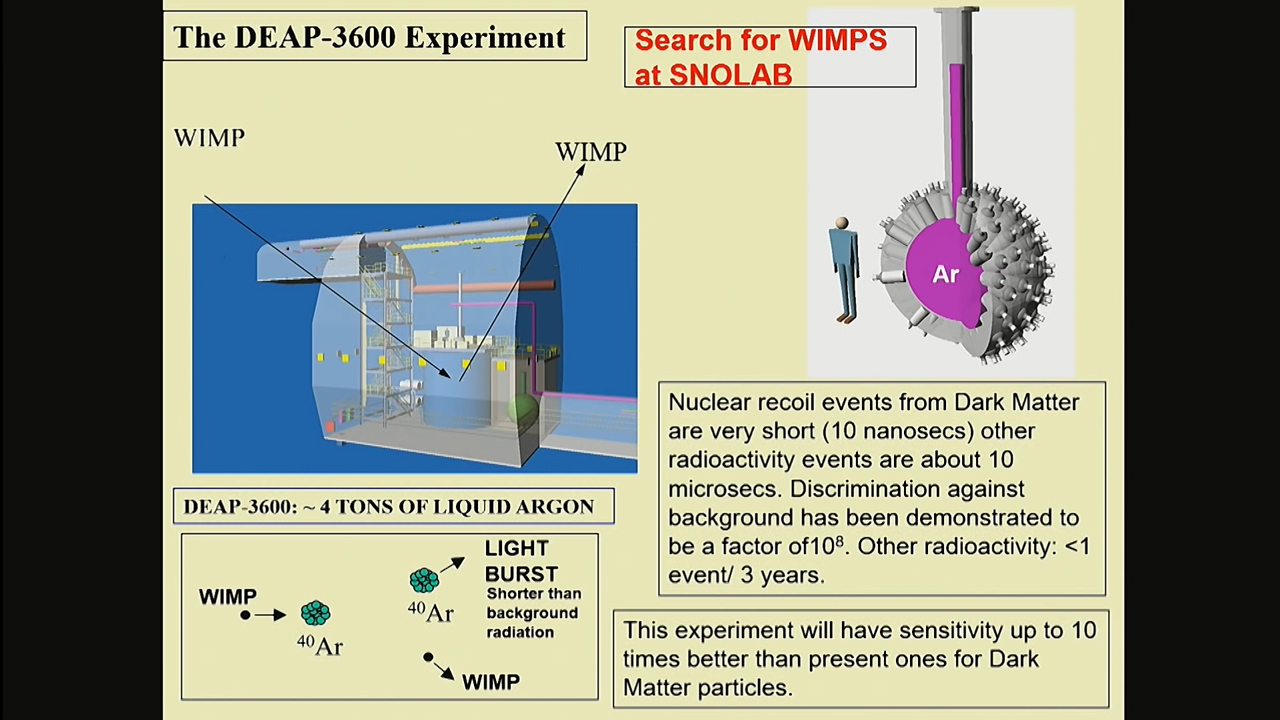 The DEAP-3600 Experiment
Search for WIMPS
at SNOLAB
WIMP
WIMP
Ar
Nuclear recoil events from Dark Matter
are very short (10 nanosecs) other
radioactivity events are about 10
microsecs. Discrimination against
background has been demonstrated to
be a factor of10⁸. Other radioactivity: <1
event/ 3 years.
DEAP-3600: ~ 4 TONS OF LIQUID ARGON
WIMP
⁴⁰Ar
⁴⁰Ar
LIGHT
BURST
Shorter than
background
radiation
WIMP
This experiment will have sensitivity up to 10
times better than present ones for Dark
Matter particles.